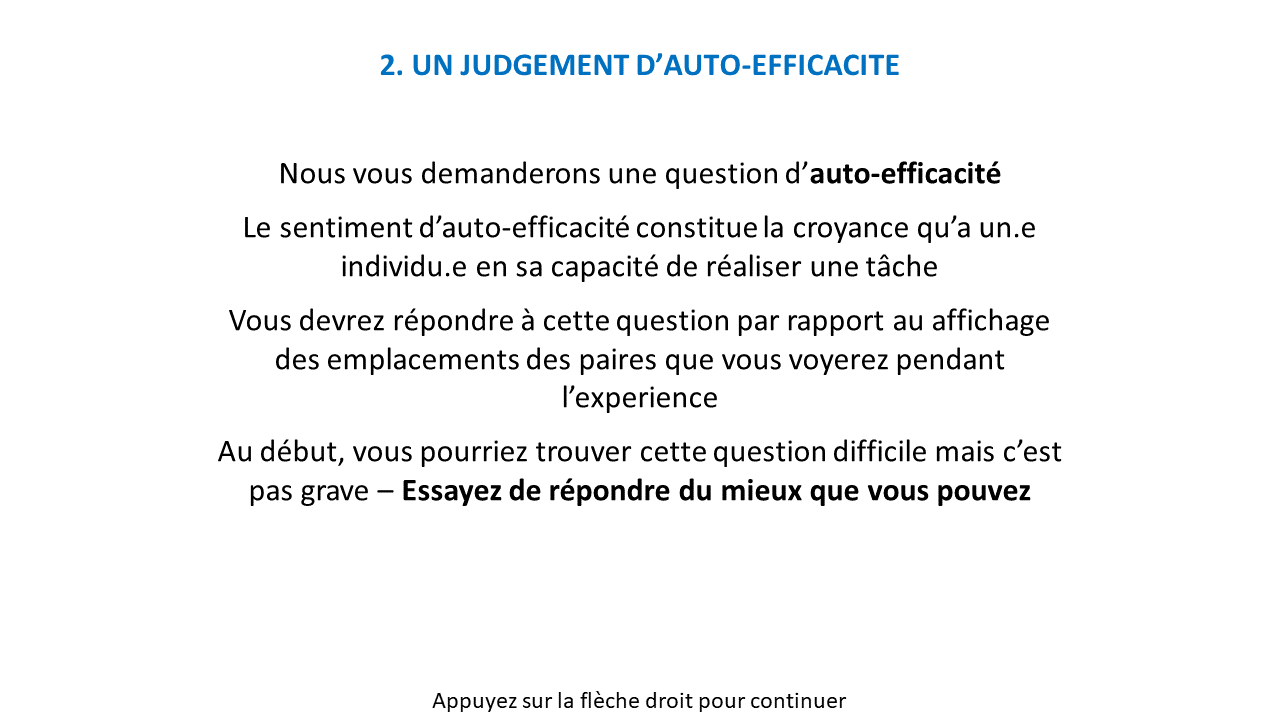 2. UN JUDGEMENT D’AUTO-EFFICACITE
Nous vous demanderons une question d’auto-efficacité
Le sentiment d’auto-efficacité constitue la croyance qu’a un.e
individu.e en sa capacité de réaliser une tâche
Vous devrez répondre à cette question par rapport au affichage
des emplacements des paires que vous voyerez pendant
l’experience
Au début, vous pourriez trouver cette question difficile mais c’est
pas grave – Essayez de répondre du mieux que vous pouvez
Appuyez sur la flèche droit pour continuer